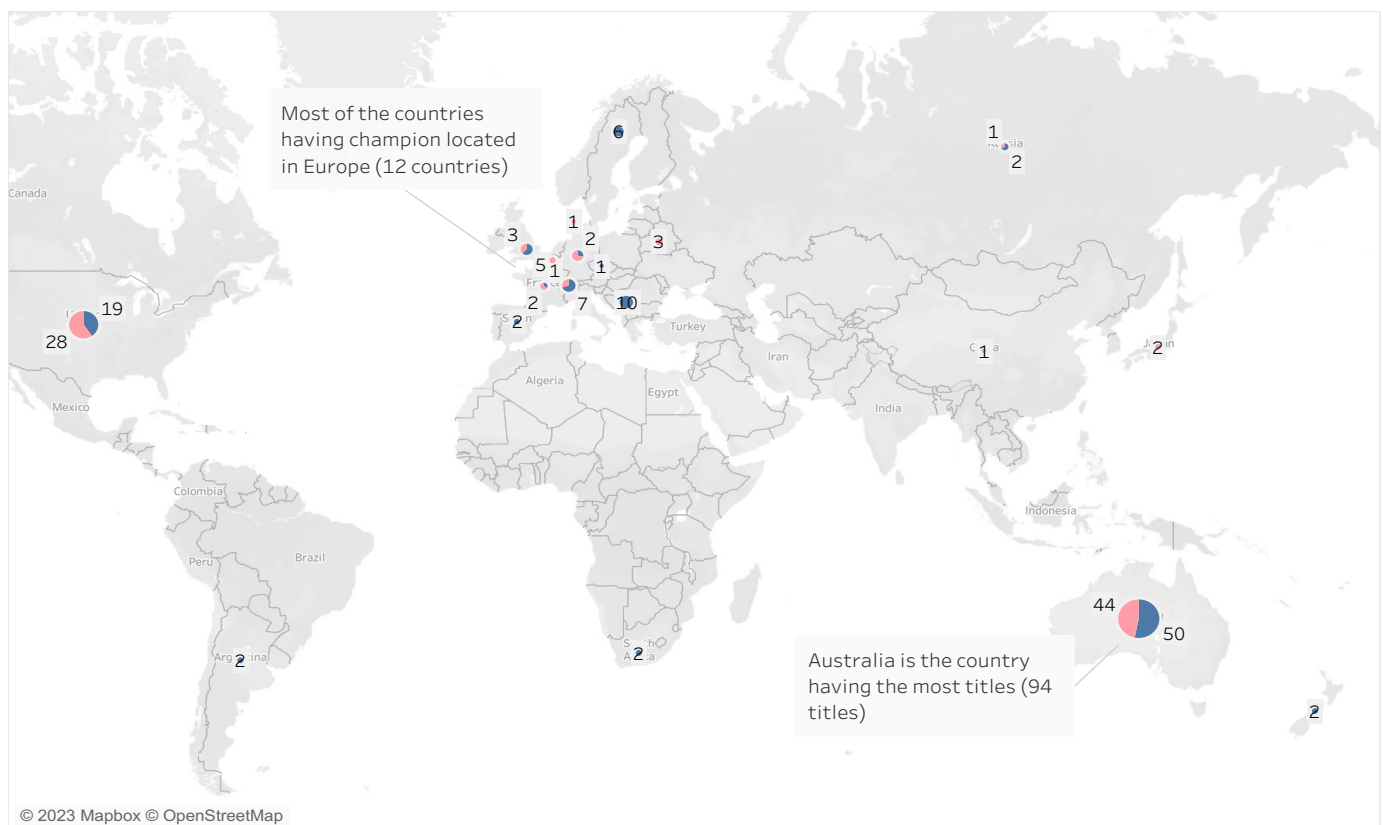 Most of the countries
having champion located
in Europe (12 countries)
Canada
6
1
2
1
3
2
3
5
1
1
2
7
10
2
19
28
Turkey
Iran
1
2
Mexico
Algeria
Egypt
India
Colombia
Indonesia
Peru
Brazil
44
50
2
2
Australia is the country
having the most titles (94
titles)
2
© 2023 Mapbox © OpenStreetMap